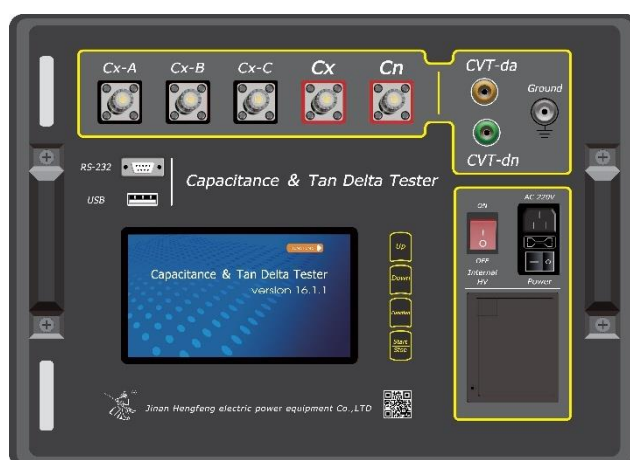 Cx-A Cx-B Cx-C Cx Cn
CVT-da
Ground
CVT-dn
RS-232
USB
Capacitance & Tan Delta Tester
Capacitance & Tan Delta Tester
version 16.1.1
Up
Down
Start
Stop
ON
OFF
Internal
HV
AC 220V
Power
Jinan Hengfeng electric power equipment Co.,LTD